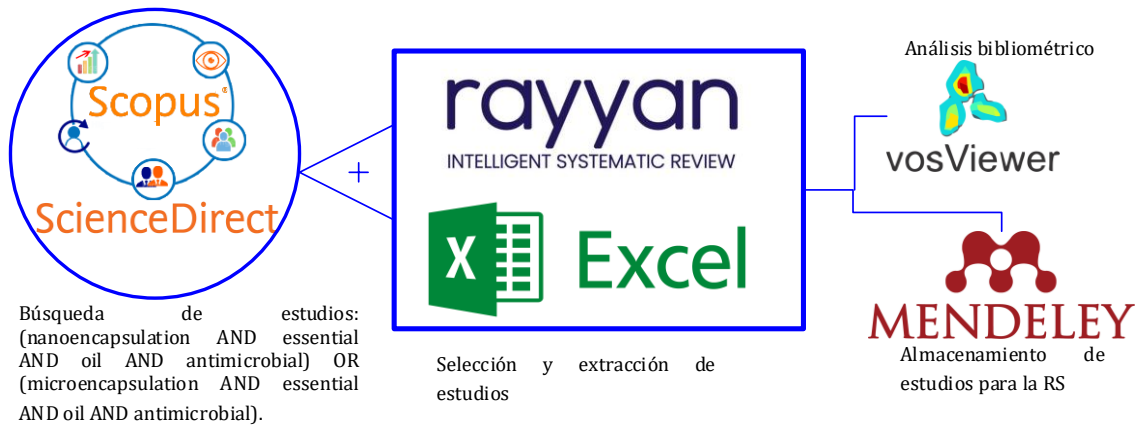 Scopus®
ScienceDirect
Búsqueda de estudios:
(nanoencapsulation AND essential
AND oil AND antimicrobial) OR
(microencapsulation AND essential
AND oil AND antimicrobial).
+
rayyan
INTELLIGENT SYSTEMATIC REVIEW
X Excel
Selección y extracción de
estudios
Análisis bibliométrico
vosViewer
MENDELEY
Almacenamiento de
estudios para la RS